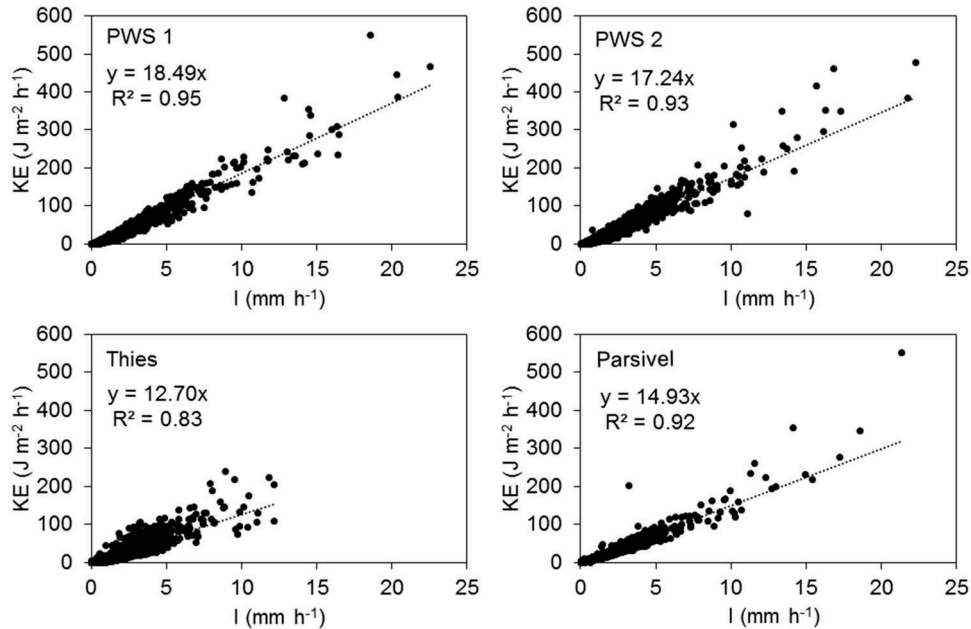 600
500
400
300
200
100
0
KE (J m⁻² h⁻¹)
PWS 1
y = 18.49x
R² = 0.95
0 5 10 15 20 25
I (mm h⁻¹)
600
500
400
300
200
100
0
KE (J m⁻² h⁻¹)
PWS 2
y = 17.24x
R² = 0.93
0 5 10 15 20 25
I (mm h⁻¹)
600
500
400
300
200
100
0
KE (J m⁻² h⁻¹)
Thies
y = 12.70x
R² = 0.83
0 5 10 15 20 25
I (mm h⁻¹)
600
500
400
300
200
100
0
KE (J m⁻² h⁻¹)
Parsivel
y = 14.93x
R² = 0.92
0 5 10 15 20 25
I (mm h⁻¹)